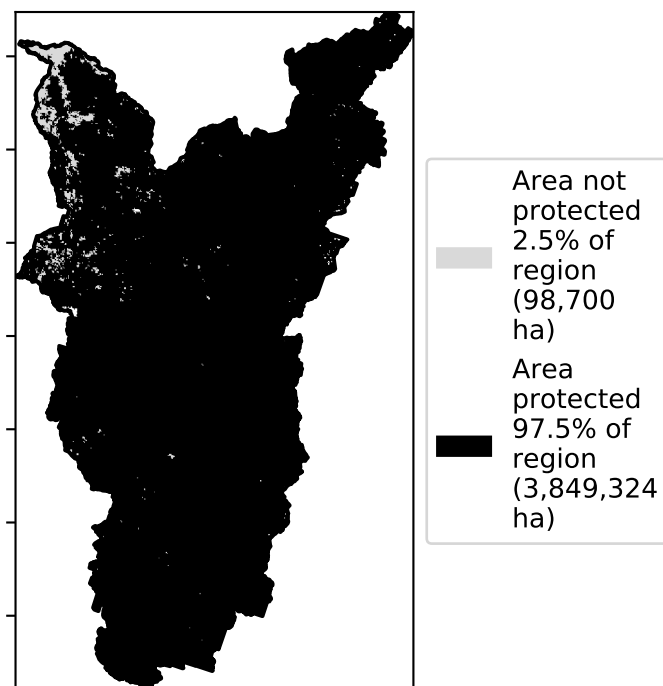 Area not
protected
2.5% of
region
(98,700
ha)
Area
protected
97.5% of
region
(3,849,324
ha)